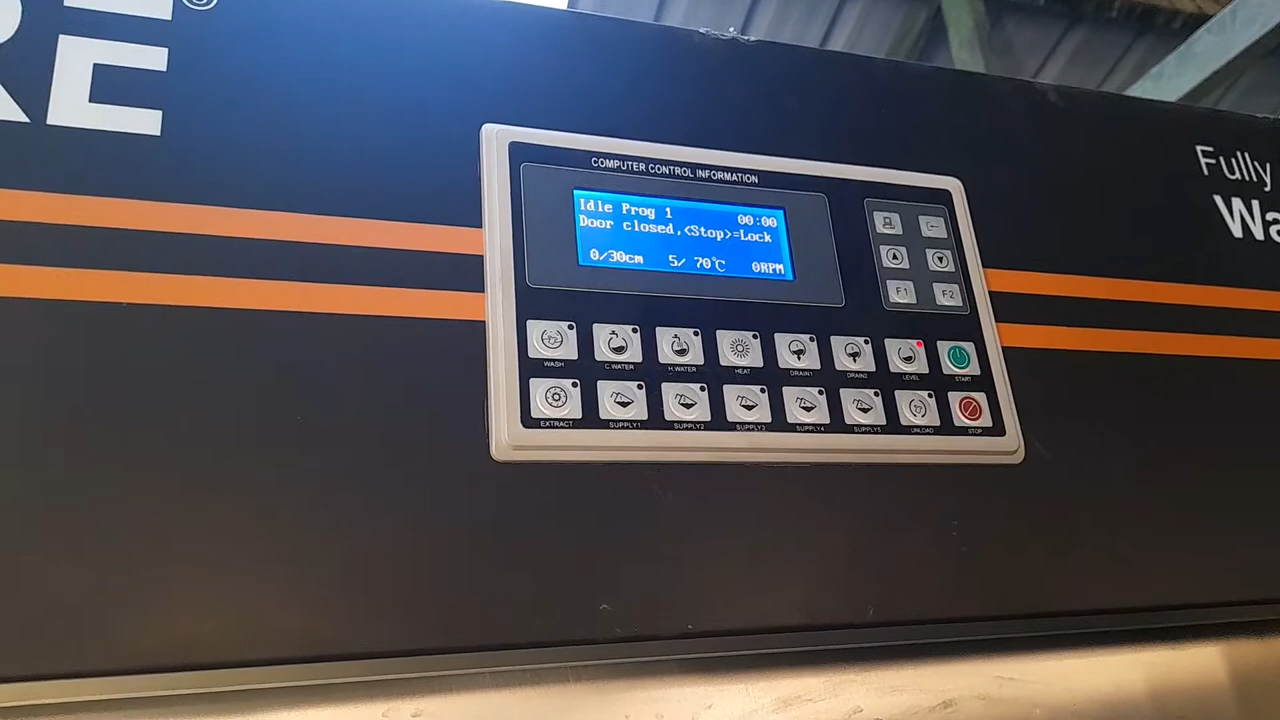 RE®
COMPUTER CONTROL INFORMATION
Idle Prog 1 00:00
Door closed,<Stop>=Lock
0/30cm 5/ 70℃ 0RPM
F1 F2
WASH C.WATER H.WATER HEAT DRAIN1 DRAIN2 LEVEL START
EXTRACT SUPPLY1 SUPPLY2 SUPPLY3 SUPPLY4 SUPPLY5 UNLOAD STOP
Fully
Wa